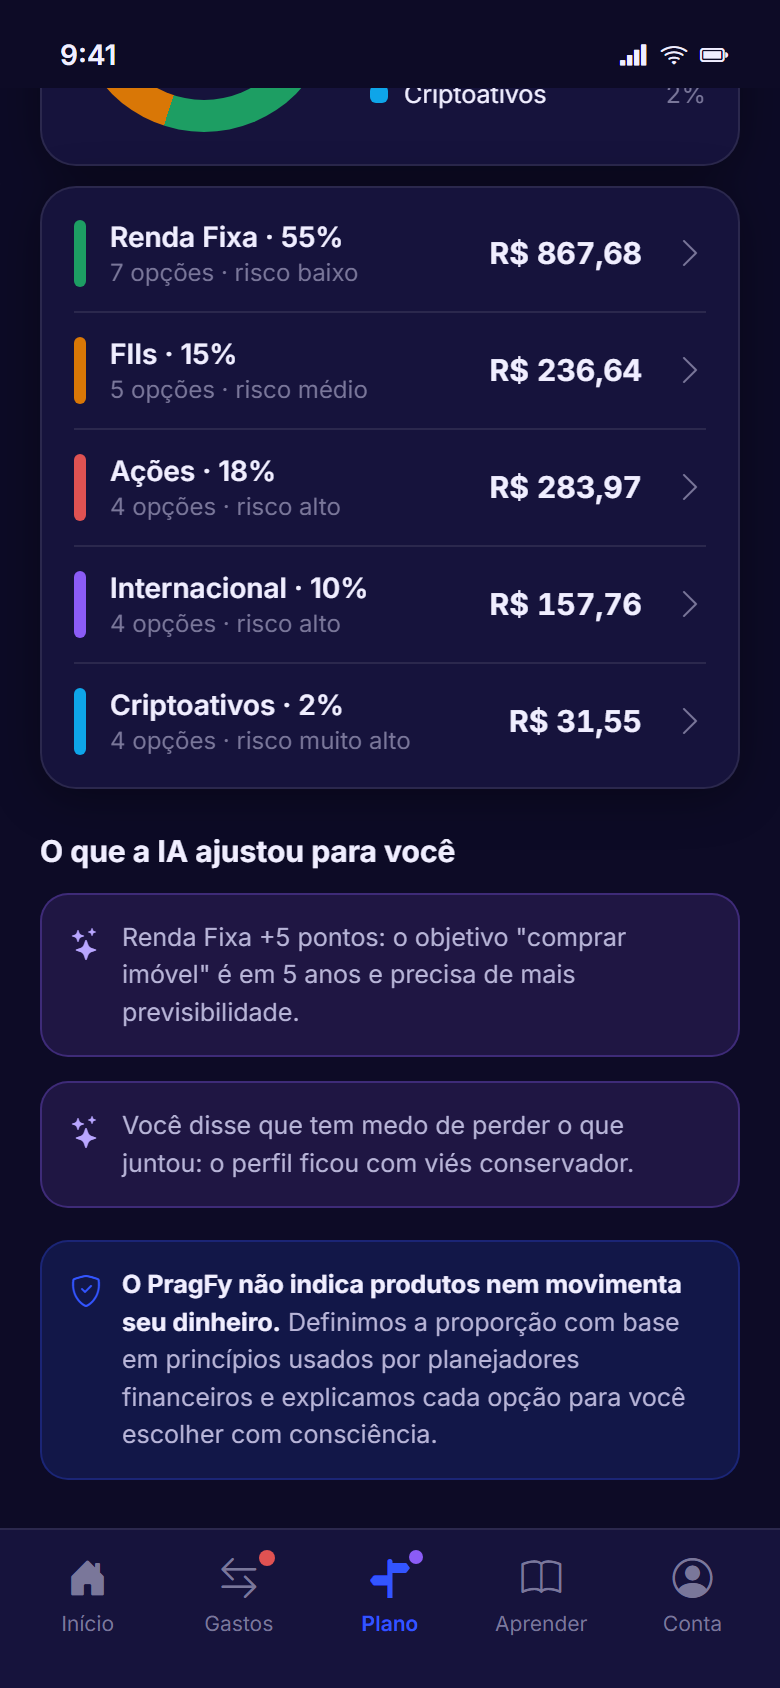 9:41
Criptoativos 2%
Renda Fixa · 55%
7 opções · risco baixo
R$ 867,68
FIIs · 15%
5 opções · risco médio
R$ 236,64
Ações · 18%
4 opções · risco alto
R$ 283,97
Internacional · 10%
4 opções · risco alto
R$ 157,76
Criptoativos · 2%
4 opções · risco muito alto
R$ 31,55
O que a IA ajustou para você
Renda Fixa +5 pontos: o objetivo "comprar
imóvel" é em 5 anos e precisa de mais
previsibilidade.
Você disse que tem medo de perder o que
juntou: o perfil ficou com viés conservador.
O PragFy não indica produtos nem movimenta
seu dinheiro. Definimos a proporção com base
em princípios usados por planejadores
financeiros e explicamos cada opção para você
escolher com consciência.
Início
Gastos
Plano
Aprender
Conta